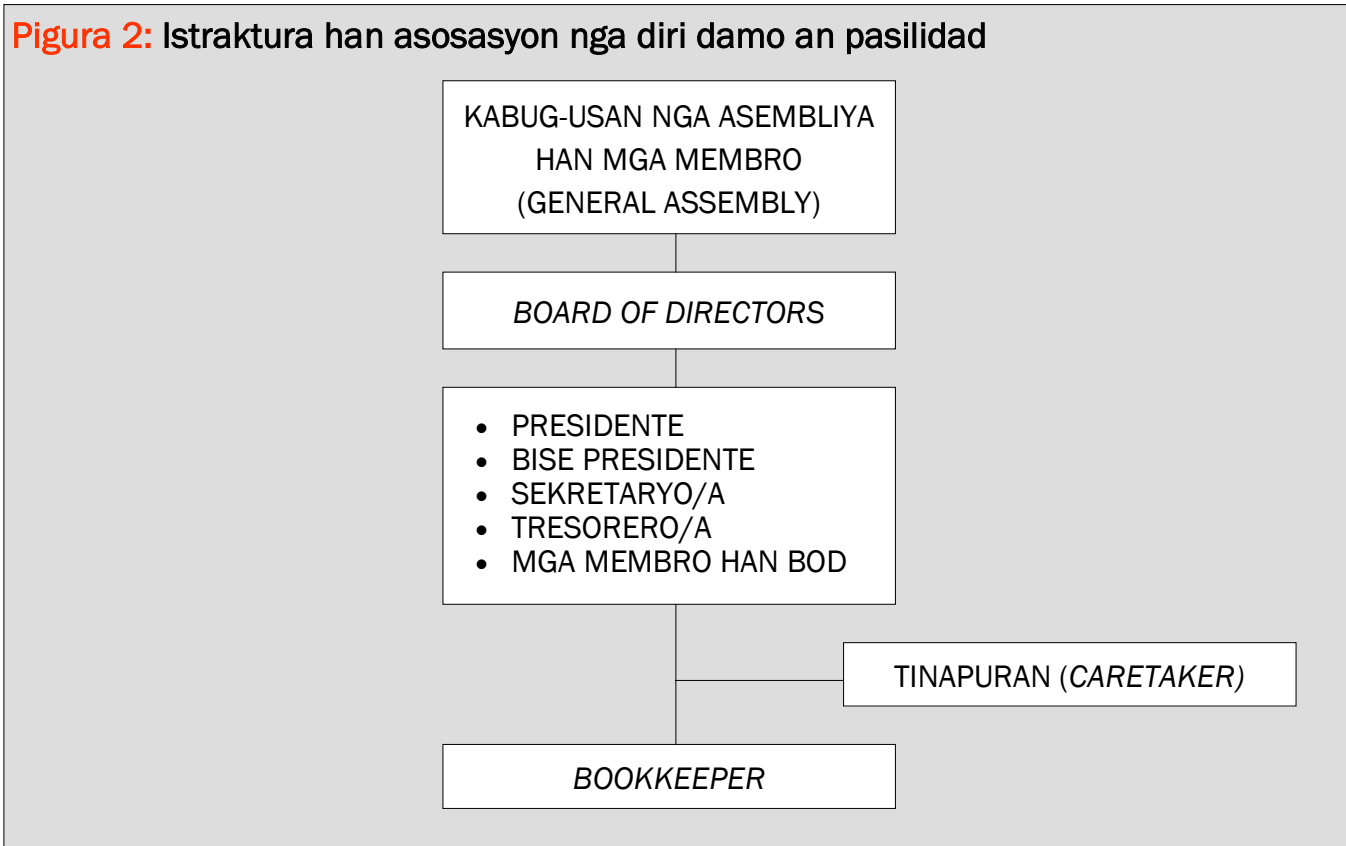 Pigura 2: Istraktura han asosasyon nga diri damo an pasilidad
KABUG-USAN NGA ASEMBLIYA
HAN MGA MEMBRO
(GENERAL ASSEMBLY)
BOARD OF DIRECTORS
• PRESIDENTE
• BISE PRESIDENTE
• SEKRETARYO/A
• TRESORERO/A
• MGA MEMBRO HAN BOD
TINAPURAN (CARETAKER)
BOOKKEEPER